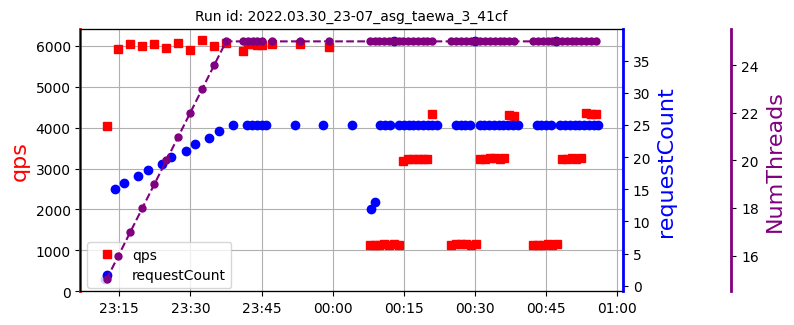 Run id: 2022.03.30_23-07_asg_taewa_3_41cf
6000
5000
4000
3000
2000
1000
0
qps
35
30
25
20
15
10
5
0
requestCount
24
22
20
18
16
NumThreads
qps
requestCount
23:15 23:30 23:45 00:00 00:15 00:30 00:45 01:00